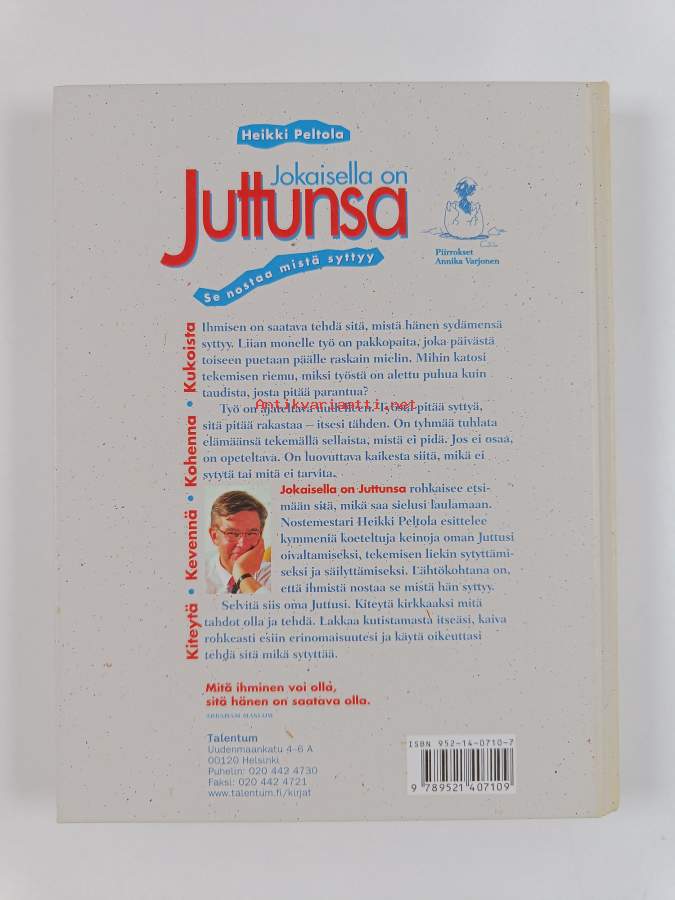 Heikki Peltola
Jokaisella on
Juttunsa
Se nostaa mistä syttyy
Piirrokset
Annika Varjonen
Kiteytä • Kevennä • Kohenna • Kukoista
Ihmisen on saatava tehdä sitä, mistä hänen sydämensä
syttyy. Liian monelle työ on pakkopaita, joka päivästä
toiseen puetaan päälle raskain mielin. Mihin katosi
tekemisen riemu, miksi työstä on alettu puhua kuin
taudista, josta pitää parantua?
Antikvariaatti.net
Työ on ajateltava uudelleen. Työstä pitää syttyä,
sitä pitää rakastaa – itsesi tähden. On tyhmää tuhlata
elämäänsä tekemällä sellaista, mistä ei pidä. Jos ei osaa,
on opeteltava. On luovuttava kaikesta siitä, mikä ei
sytytä tai mitä ei tarvita.
Jokaisella on Juttunsa rohkaisee etsi-
mään sitä, mikä saa sielusi laulamaan.
Nostemestari Heikki Peltola esittelee
kymmeniä koeteltuja keinoja oman Juttusi
oivaltamiseksi, tekemisen liekin sytyttämi-
seksi ja säilyttämiseksi. Lähtökohtana on,
että ihmistä nostaa se mistä hän syttyy.
Selvitä siis oma Juttusi. Kiteytä kirkkaaksi mitä
tahdot olla ja tehdä. Lakkaa kutistamasta itseäsi, kaiva
rohkeasti esiin erinomaisuutesi ja käytä oikeuttasi
tehdä sitä mikä sytyttää.
Mitä ihminen voi olla,
sitä hänen on saatava olla.
ABRAHAM MASLOW
Talentum
Uudenmaankatu 4–6 A
00120 Helsinki
Puhelin: 020 442 4730
Faksi: 020 442 4721
www.talentum.fi/kirjat
ISBN 952-14-0710-7
9 789521 407109